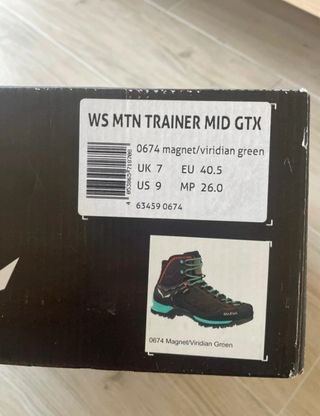 WS MTN TRAINER MID GTX
0674 magnet/viridian green
UK 7 EU 40.5
US 9 MP 26.0
63459 0674
0674 Magnet/Viridian Green